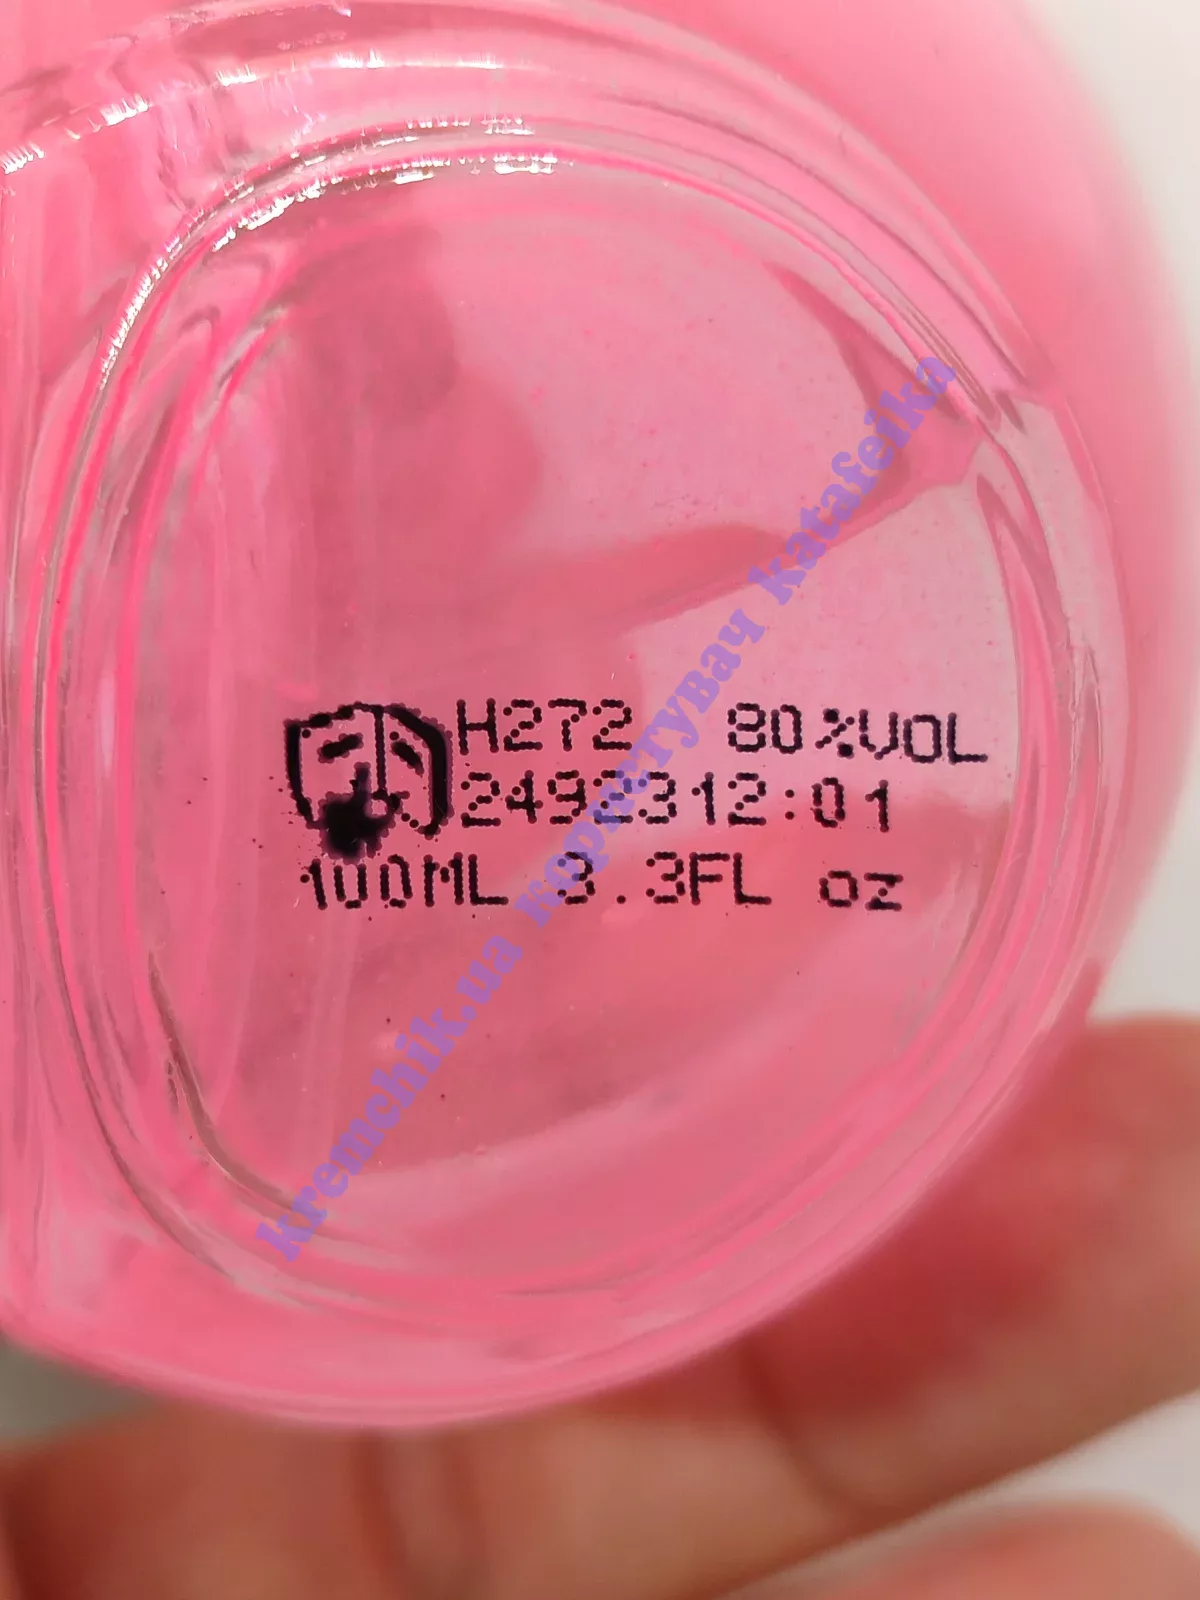 H272 80%VOL
2492312:01
100ML 3.3FL oz
kremchik.ua користувач katafeika